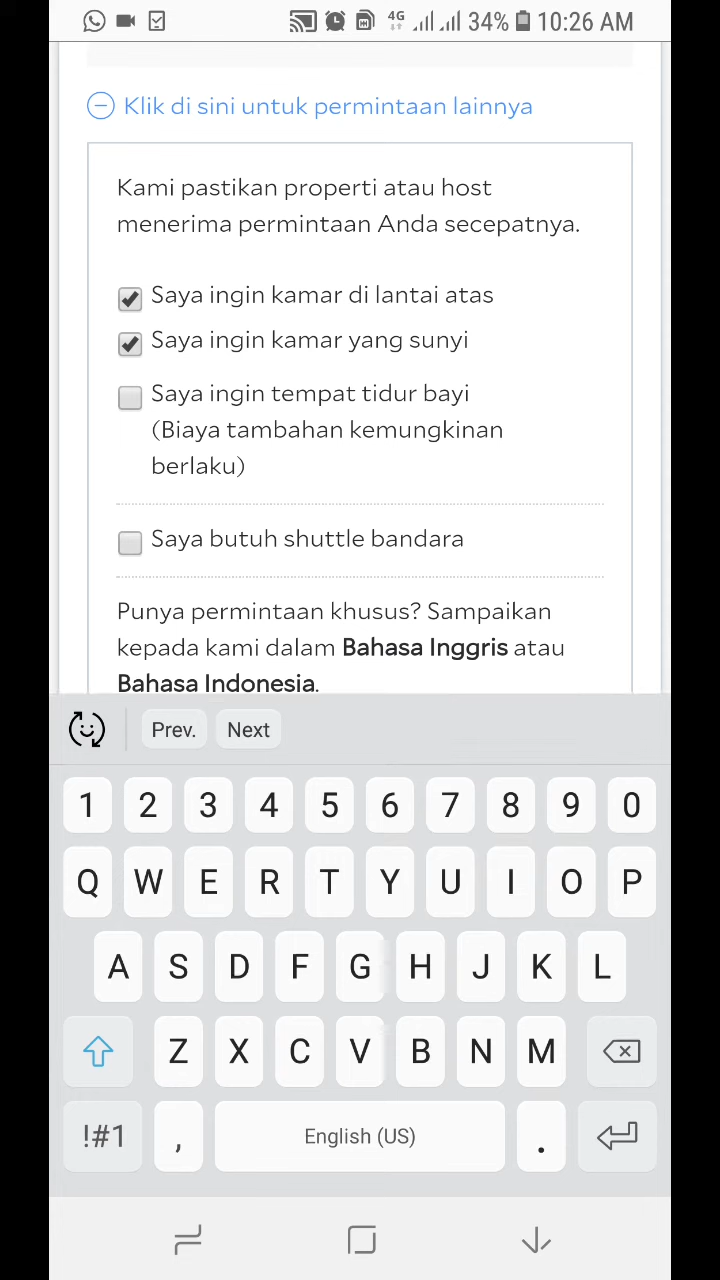 4G 34% 10:26 AM
Klik di sini untuk permintaan lainnya
Kami pastikan properti atau host
menerima permintaan Anda secepatnya.
Saya ingin kamar di lantai atas
Saya ingin kamar yang sunyi
Saya ingin tempat tidur bayi
(Biaya tambahan kemungkinan
berlaku)
Saya butuh shuttle bandara
Punya permintaan khusus? Sampaikan
kepada kami dalam Bahasa Inggris atau
Bahasa Indonesia.
Prev. Next
1 2 3 4 5 6 7 8 9 0
Q W E R T Y U I O P
A S D F G H J K L
Z X C V B N M
!#1 , English (US) .